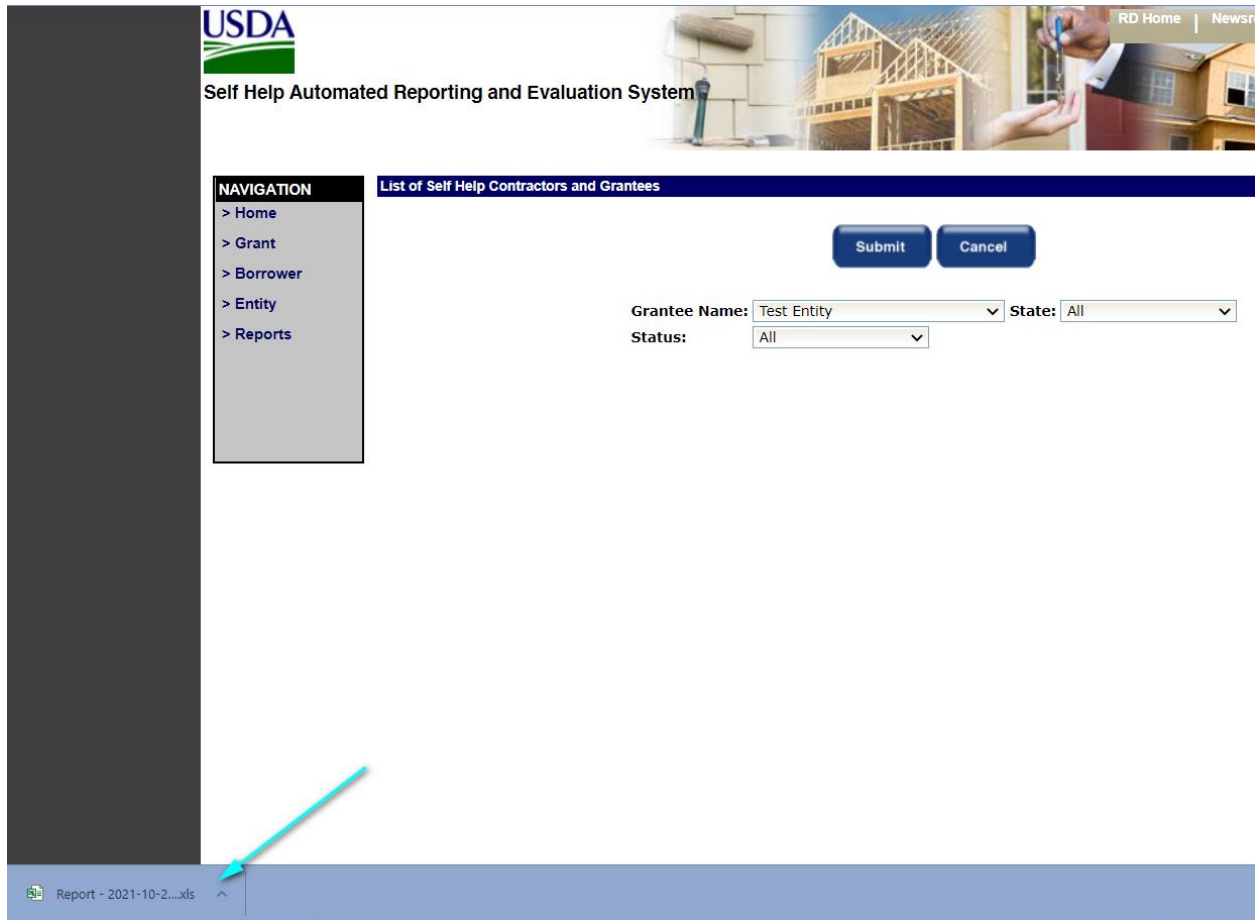 USDA
RD Home | Newsr
Self Help Automated Reporting and Evaluation System
NAVIGATION
> Home
> Grant
> Borrower
> Entity
> Reports
List of Self Help Contractors and Grantees
Submit Cancel
Grantee Name: Test Entity State: All
Status: All
Report - 2021-10-2....xls